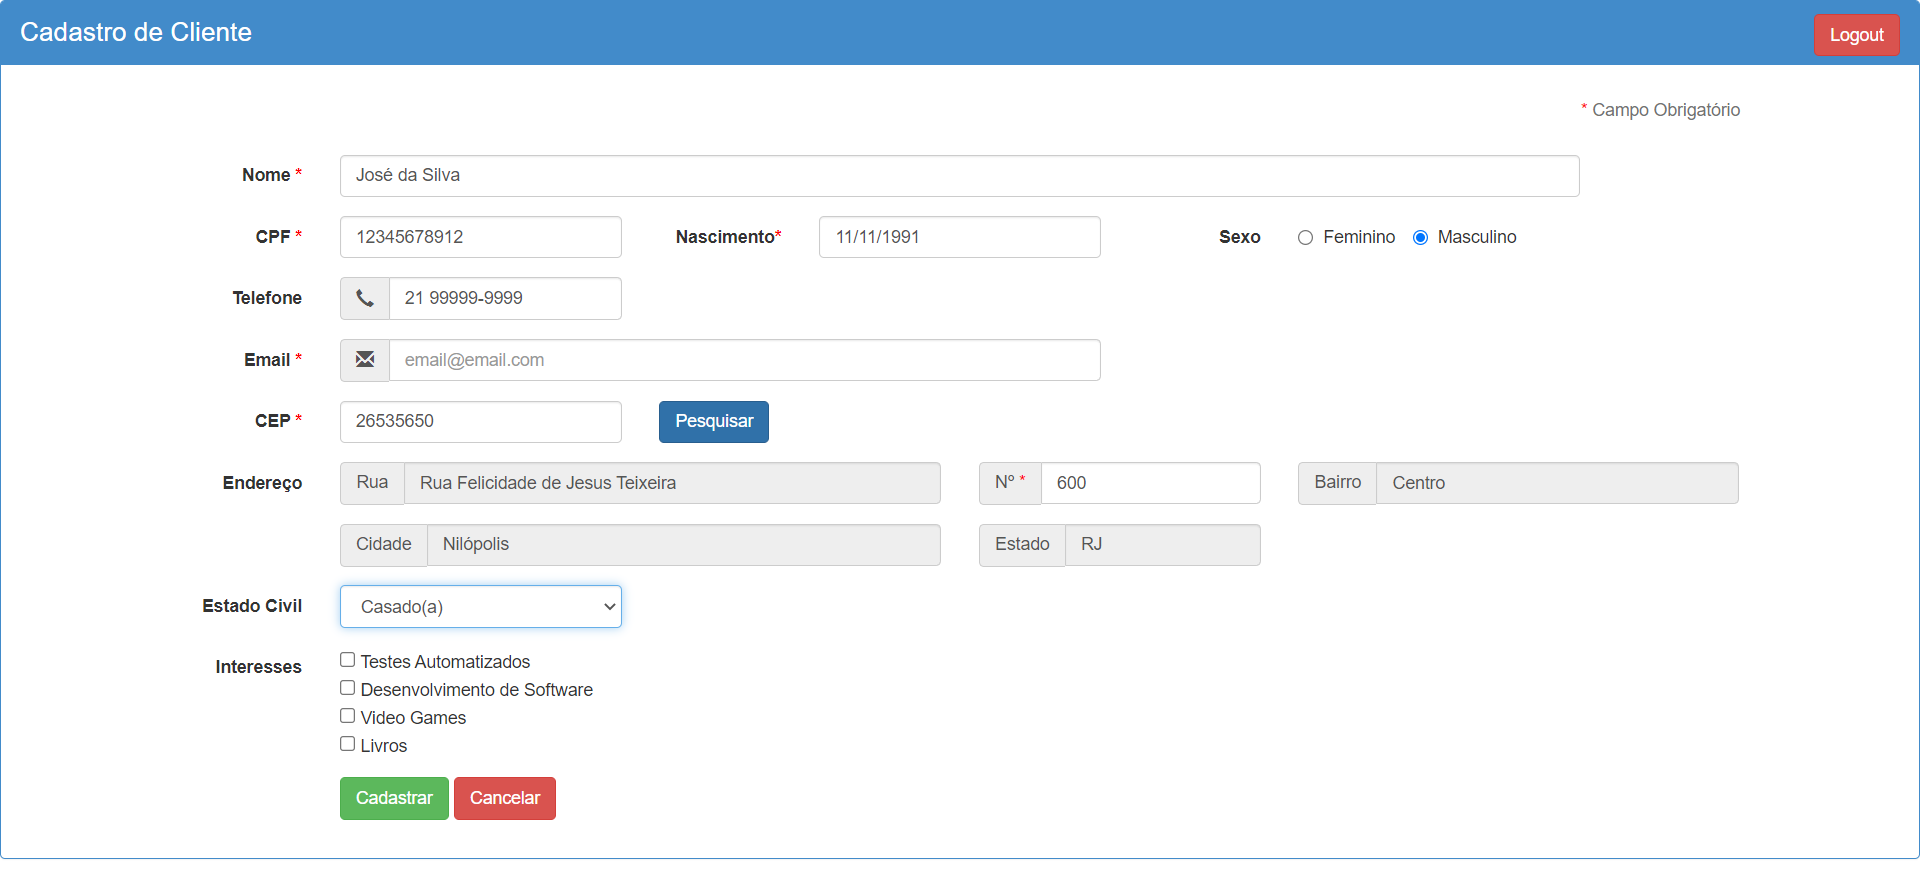 Cadastro de Cliente
Logout
* Campo Obrigatório
Nome * José da Silva
CPF * 12345678912 Nascimento* 11/11/1991 Sexo Feminino Masculino
Telefone 21 99999-9999
Email * email@email.com
CEP * 26535650 Pesquisar
Endereço Rua Rua Felicidade de Jesus Teixeira Nº * 600 Bairro Centro
Cidade Nilópolis Estado RJ
Estado Civil Casado(a)
Interesses Testes Automatizados
Desenvolvimento de Software
Video Games
Livros
Cadastrar Cancelar